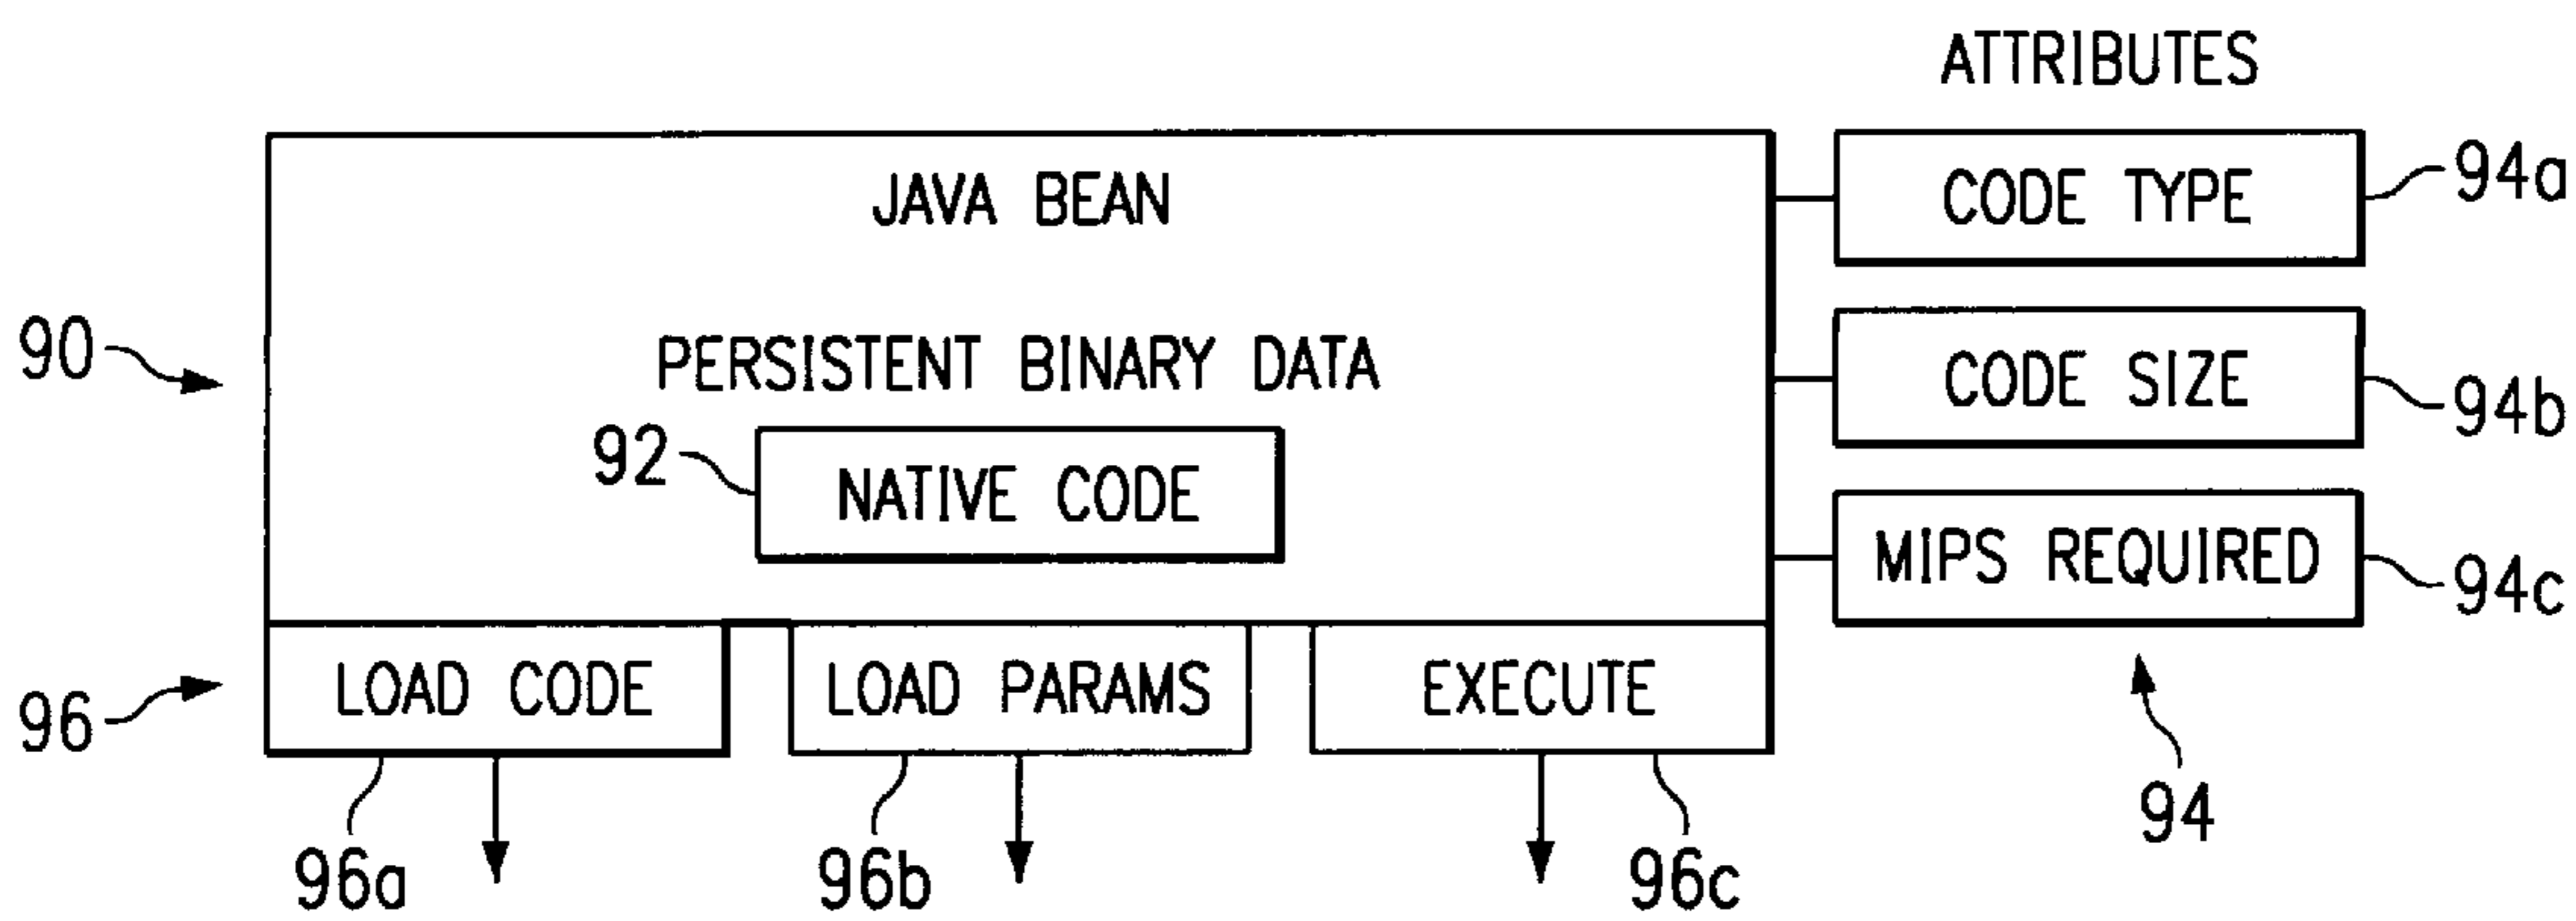 ATTRIBUTES
JAVA BEAN
CODE TYPE
94a
90
PERSISTENT BINARY DATA
CODE SIZE
94b
92
NATIVE CODE
MIPS REQUIRED
94c
96
LOAD CODE
LOAD PARAMS
EXECUTE
94
96a
96b
96c